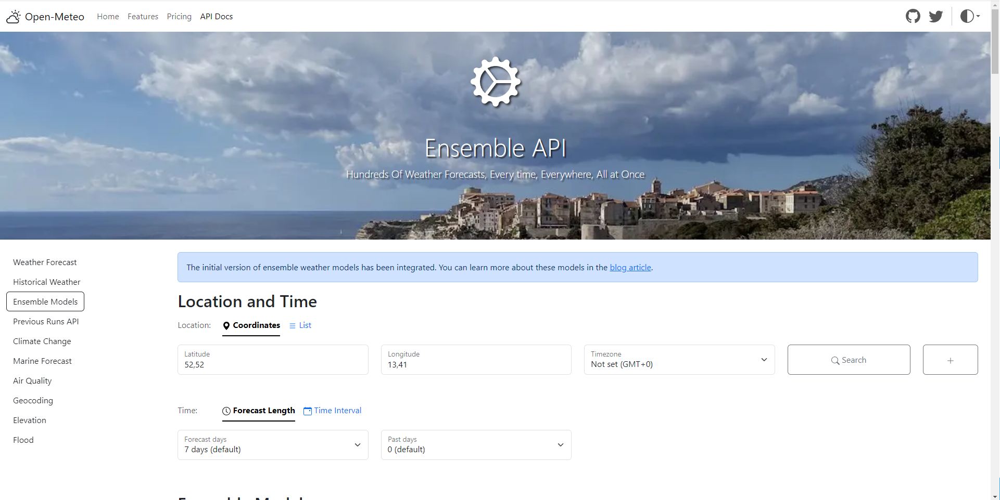 Open-Meteo Home Features Pricing API Docs
Ensemble API
Hundreds Of Weather Forecasts, Every time, Everywhere, All at Once
Weather Forecast
Historical Weather
Ensemble Models
Previous Runs API
Climate Change
Marine Forecast
Air Quality
Geocoding
Elevation
Flood
The initial version of ensemble weather models has been integrated. You can learn more about these models in the blog article.
Location and Time
Location: Coordinates List
Latitude
52,52
Longitude
13,41
Timezone
Not set (GMT+0)
Search
+
Time: Forecast Length Time Interval
Forecast days
7 days (default)
Past days
0 (default)